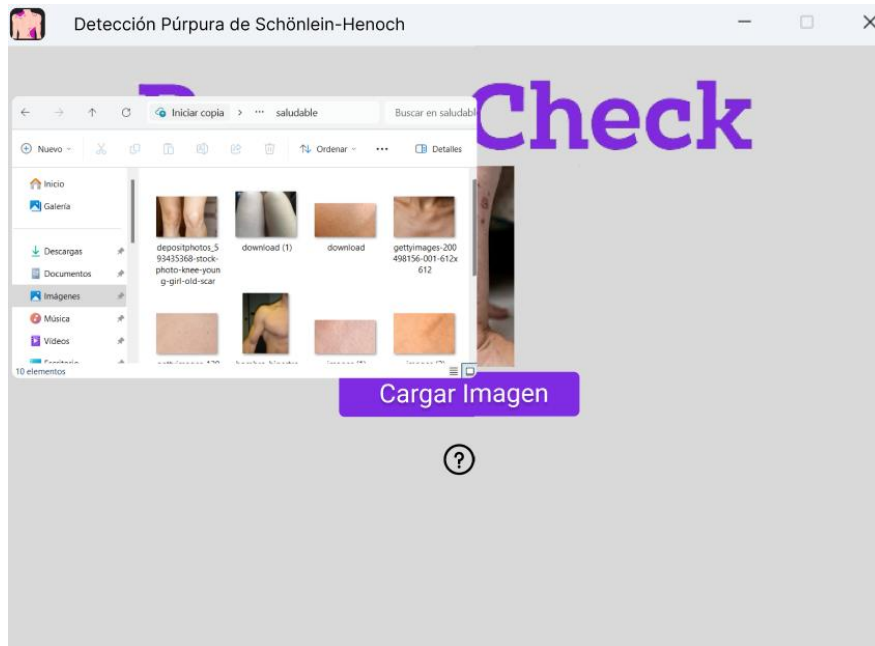 Detección Púrpura de Schönlein-Henoch
Check
Iniciar copia > ··· saludable
Buscar en saludabl
Nuevo
Ordenar
···
Detalles
Inicio
Galería
Descargas
Documentos
Imágenes
Música
Videos
10 elementos
depositphotos_5
93435368-stock-
photo-knee-youn
g-girl-old-scar
download (1)
download
gettyimages-200
498156-001-612x
612
Cargar Imagen
?